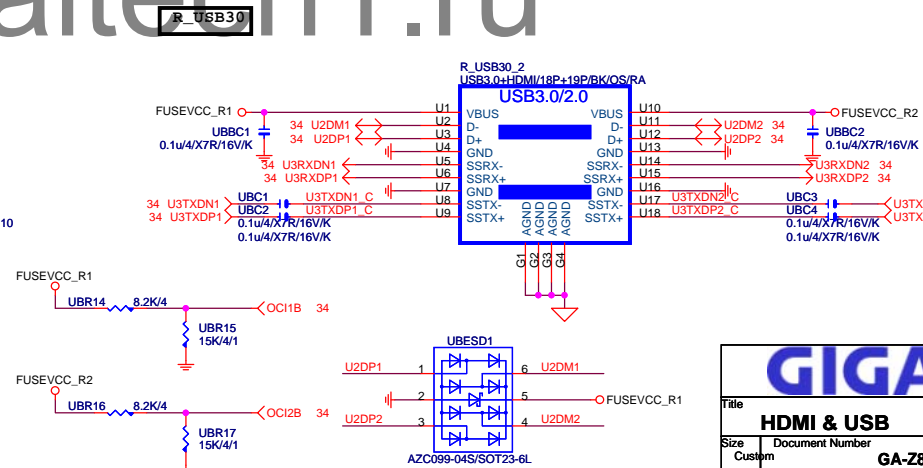 altech1.ru
R_USB30
R_USB30_2
USB3.0+HDMI/18P+19P/BK/OS/RA
USB3.0/2.0
FUSEVCC_R1
U1
VBUS
U10
FUSEVCC_R2
UBBC1
0.1u/4/X7R/16V/K
34 U2DM1
U2
D-
D-
U11
U2DM2 34
UBBC2
0.1u/4/X7R/16V/K
34 U2DP1
U3
D+
D+
U12
U2DP2 34
U4
GND
GND
U13
34 U3RXDN1
U5
SSRX-
SSRX-
U14
U3RXDN2 34
34 U3RXDP1
U6
SSRX+
SSRX+
U15
U3RXDP2 34
U7
GND
GND
U16
34 U3TXDN1
UBC1
U3TXDN1_C
U8
SSTX-
SSTX-
U17
U3TXDN2_C
UBC3
U3TX
34 U3TXDP1
UBC2
U3TXDP1_C
U9
SSTX+
SSTX+
U18
U3TXDP2_C
UBC4
U3TX
0.1u/4/X7R/16V/K
0.1u/4/X7R/16V/K
0.1u/4/X7R/16V/K
0.1u/4/X7R/16V/K
10
AGND
AGND
AGND
AGND
G1
G2
G3
G4
FUSEVCC_R1
UBR14
8.2K/4
OCI1B 34
UBR15
15K/4/1
FUSEVCC_R2
UBR16
8.2K/4
OCI2B 34
UBR17
15K/4/1
UBESD1
U2DP1
1
6
U2DM1
2
5
FUSEVCC_R1
U2DP2
3
4
U2DM2
AZC099-04S/SOT23-6L
GIGA
Title
HDMI & USB
Size
Document Number
Custom